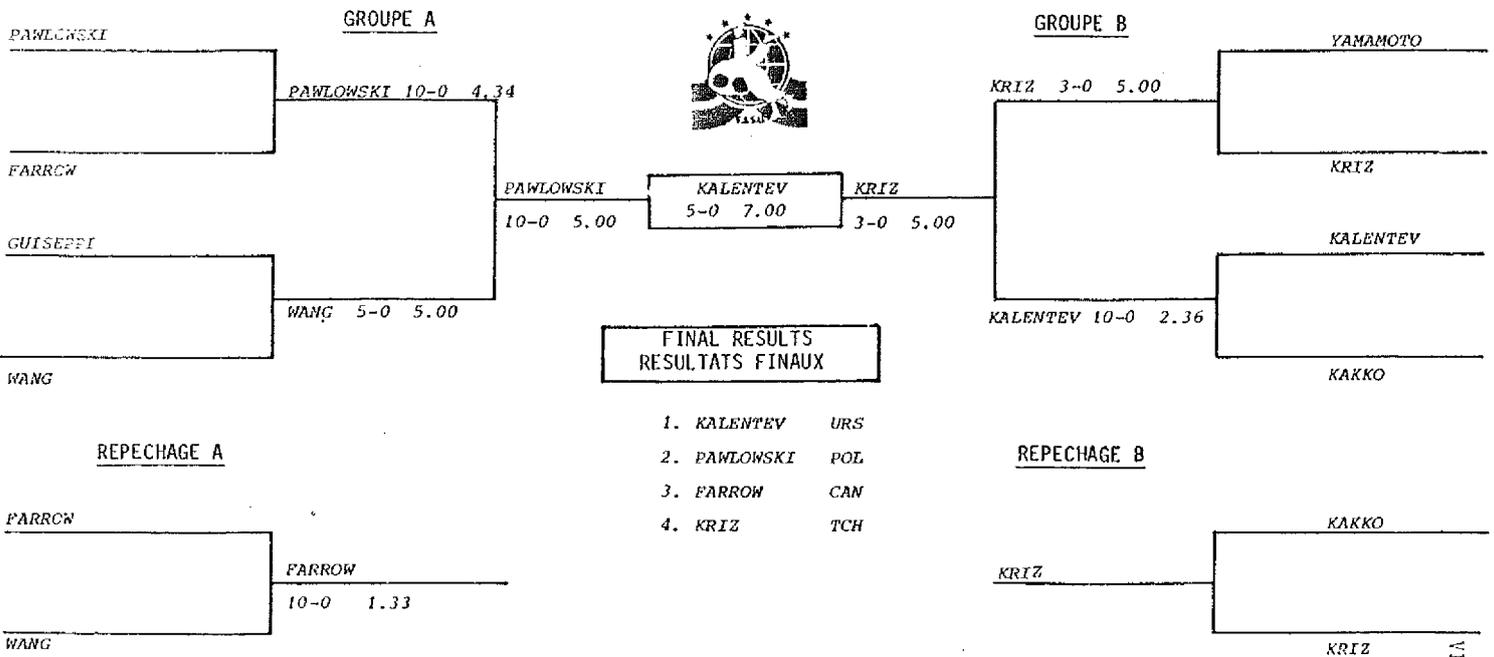 GROUPE A
PAWLOWSKI
PAWLOWSKI 10-0 4.34
FARROW
PAWLOWSKI
10-0 5.00
GUISEPPI
WANG 5-0 5.00
WANG
KALENTEV
5-0 7.00
GROUPE B
YAMAMOTO
KRIZ 3-0 5.00
KRIZ
KRIZ
3-0 5.00
KALENTEV
KALENTEV 10-0 2.36
KAKKO
FINAL RESULTS
RESULTATS FINAUX
1. KALENTEV URS
2. PAWLOWSKI POL
3. FARROW CAN
4. KRIZ TCH
REPECHAGE A
FARROW
FARROW
10-0 1.33
WANG
REPECHAGE B
KAKKO
KRIZ
KRIZ